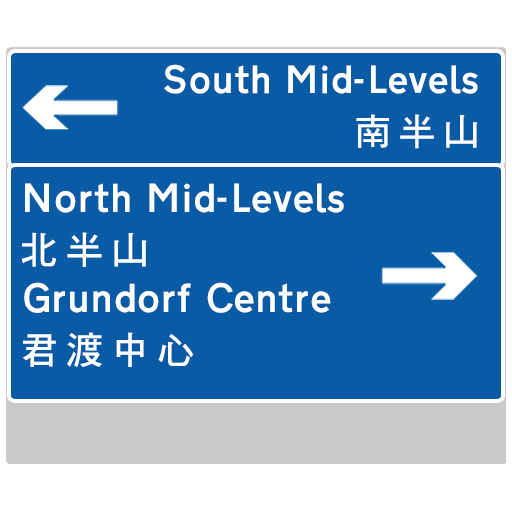 South Mid-Levels
南半山
North Mid-Levels
北半山
Grundorf Centre
君渡中心